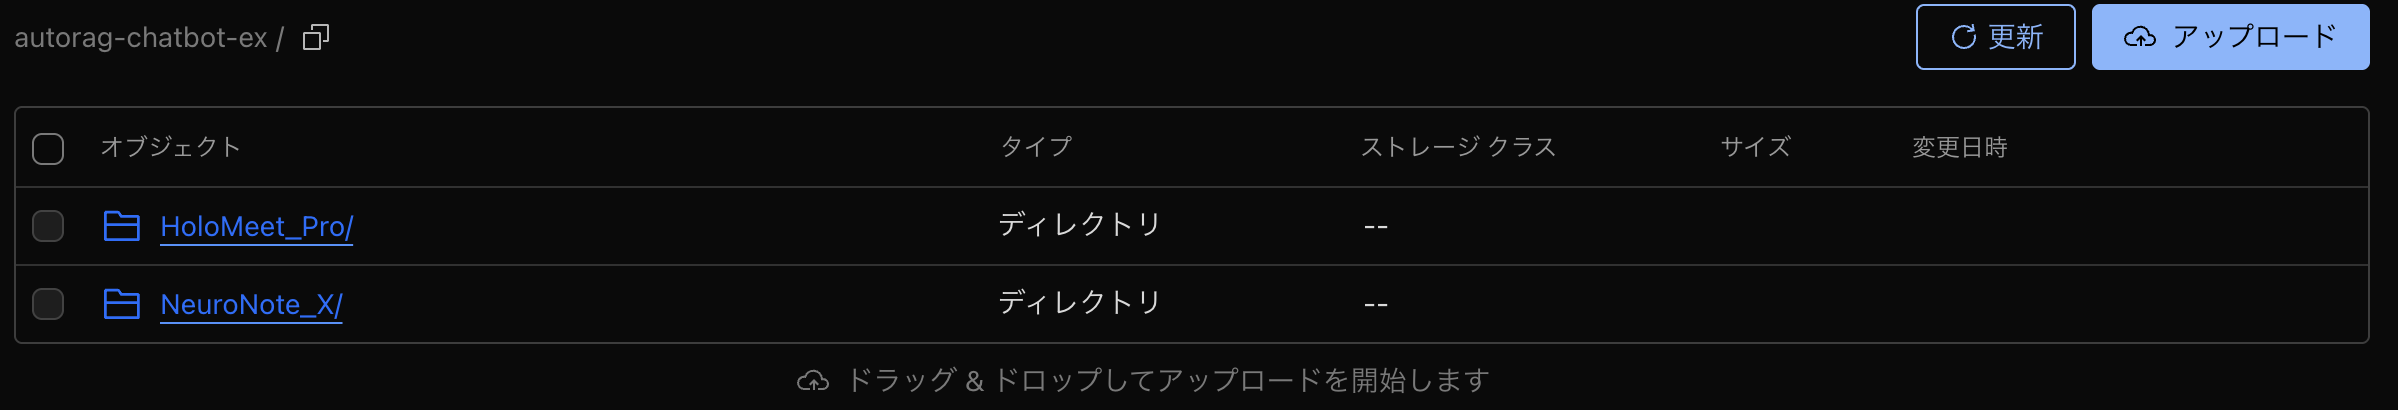 autorag-chatbot-ex /
更新
アップロード
オブジェクト タイプ ストレージ クラス サイズ 変更日時
HoloMeet_Pro/ ディレクトリ --
NeuroNote_X/ ディレクトリ --
ドラッグ & ドロップしてアップロードを開始します